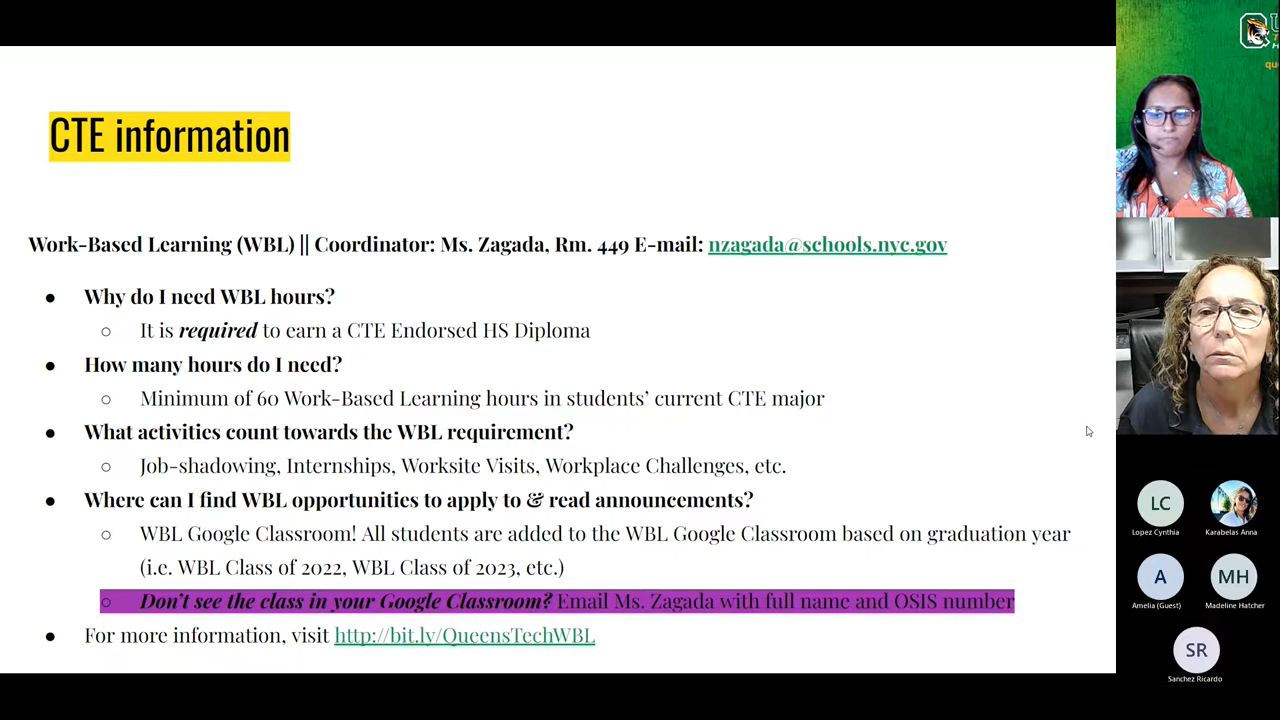 CTE information
Work-Based Learning (WBL) || Coordinator: Ms. Zagada, Rm. 449 E-mail: nzagada@schools.nyc.gov
● Why do I need WBL hours?
○ It is required to earn a CTE Endorsed HS Diploma
● How many hours do I need?
○ Minimum of 60 Work-Based Learning hours in students' current CTE major
● What activities count towards the WBL requirement?
○ Job-shadowing, Internships, Worksite Visits, Workplace Challenges, etc.
● Where can I find WBL opportunities to apply to & read announcements?
○ WBL Google Classroom! All students are added to the WBL Google Classroom based on graduation year
(i.e. WBL Class of 2022, WBL Class of 2023, etc.)
○ Don't see the class in your Google Classroom? Email Ms. Zagada with full name and OSIS number
● For more information, visit http://bit.ly/QueensTechWBL
LC
Lopez Cynthia
Karabelas Anna
A
Amelia (Guest)
MH
Madeline Hatcher
SR
Sanchez Ricardo